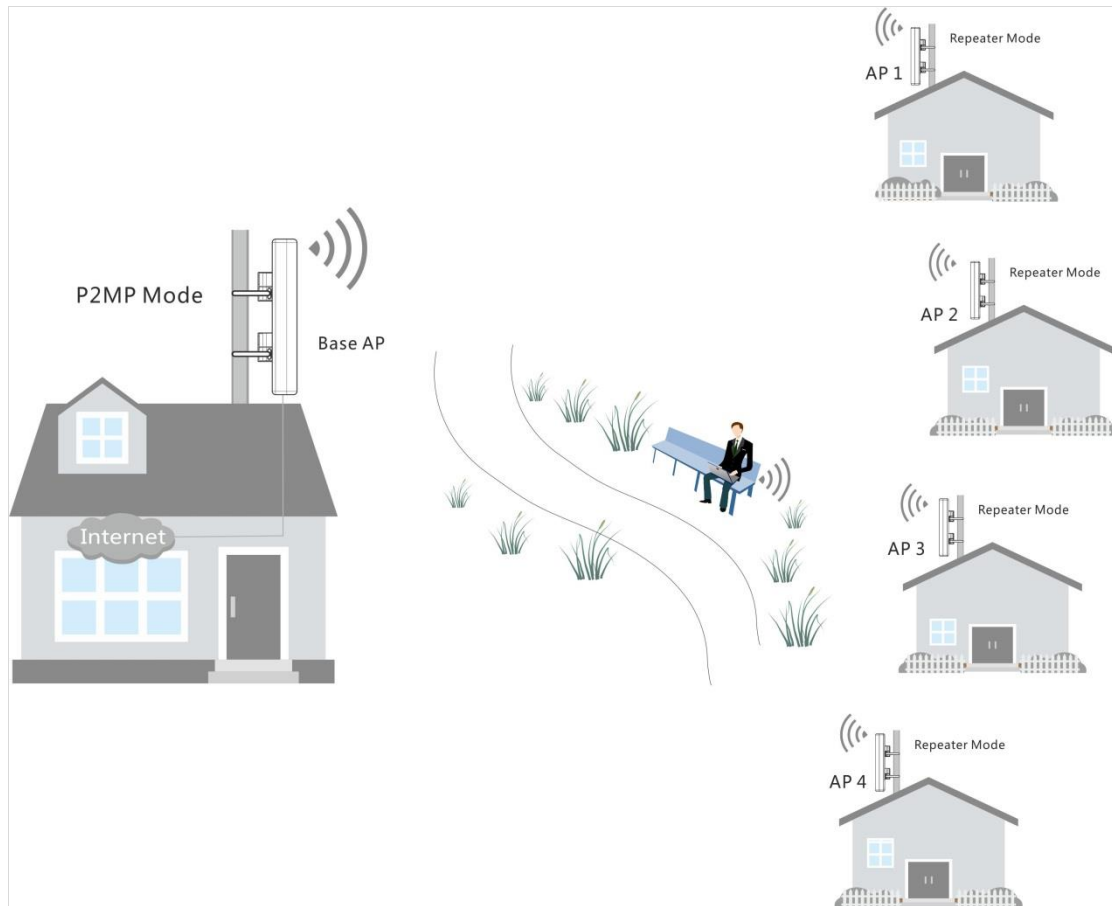 Repeater Mode
AP 1
P2MP Mode
Base AP
Repeater Mode
AP 2
Internet
Repeater Mode
AP 3
Repeater Mode
AP 4